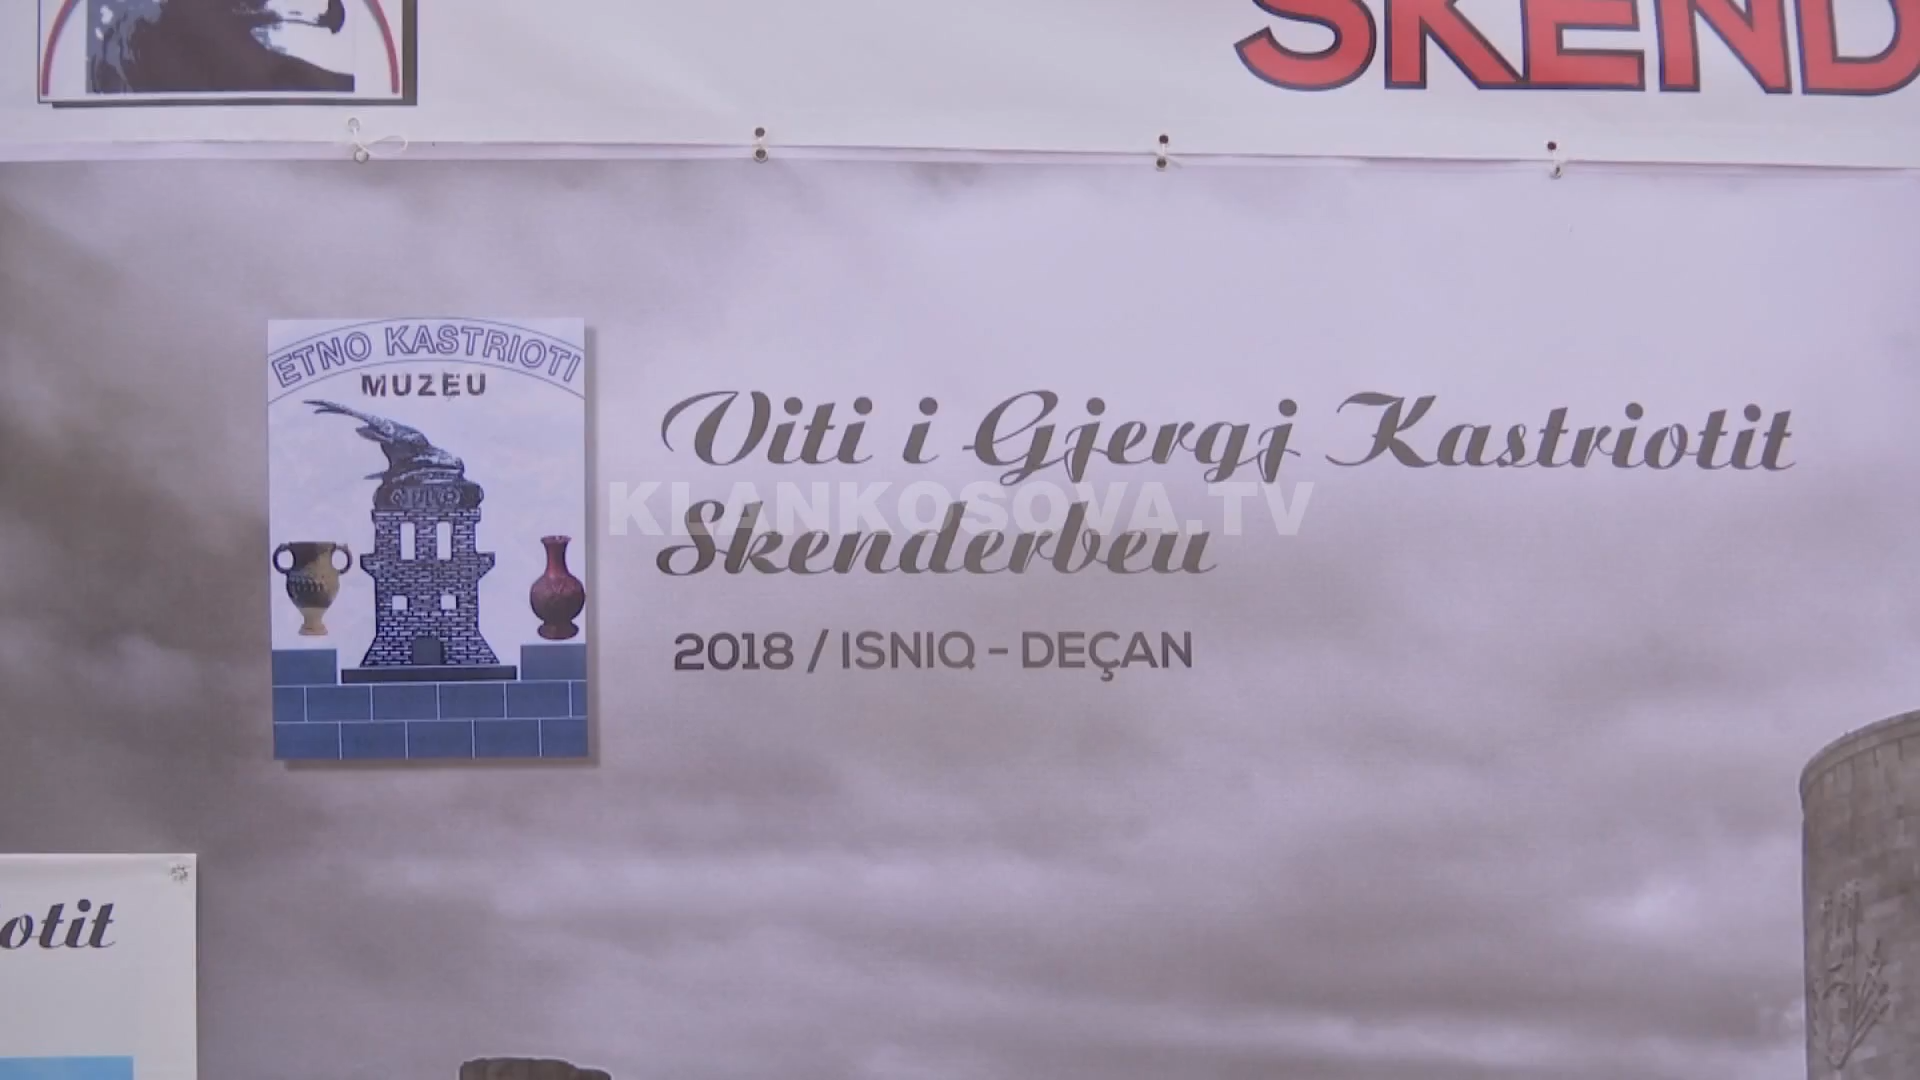 SKEND
ETNO KASTRIOTI
MUZEU
Viti i Gjergj Kastriotit
KLANKOSOVA.TV
Skenderbeu
2018 / ISNIQ - DEÇAN
otit